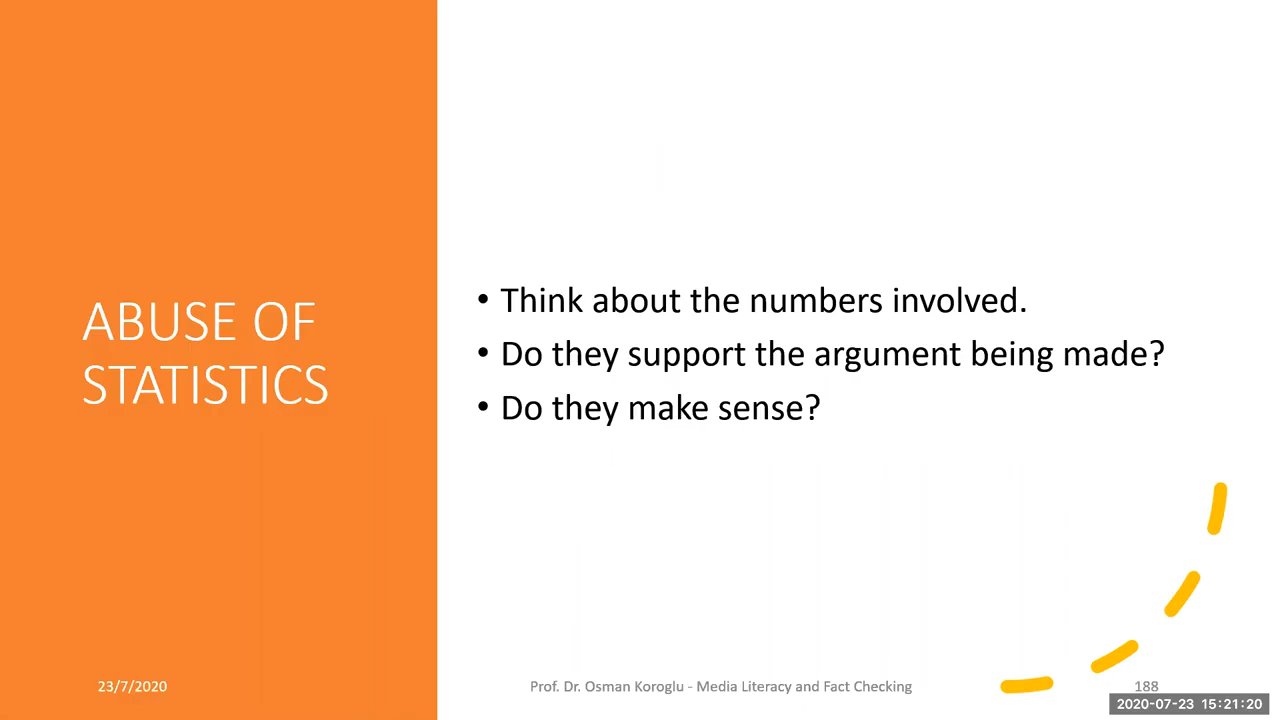 ABUSE OF
STATISTICS
• Think about the numbers involved.
• Do they support the argument being made?
• Do they make sense?
23/7/2020
Prof. Dr. Osman Koroglu - Media Literacy and Fact Checking
188
2020-07-23 15:21:20